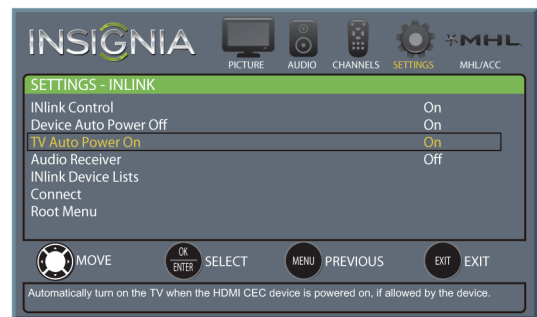 INSIGNIA
PICTURE AUDIO CHANNELS SETTINGS MHL MHL/ACC
SETTINGS - INLINK
INlink Control On
Device Auto Power Off On
TV Auto Power On On
Audio Receiver Off
INlink Device Lists
Connect
Root Menu
MOVE OK ENTER SELECT MENU PREVIOUS EXIT EXIT
Automatically turn on the TV when the HDMI CEC device is powered on, if allowed by the device.